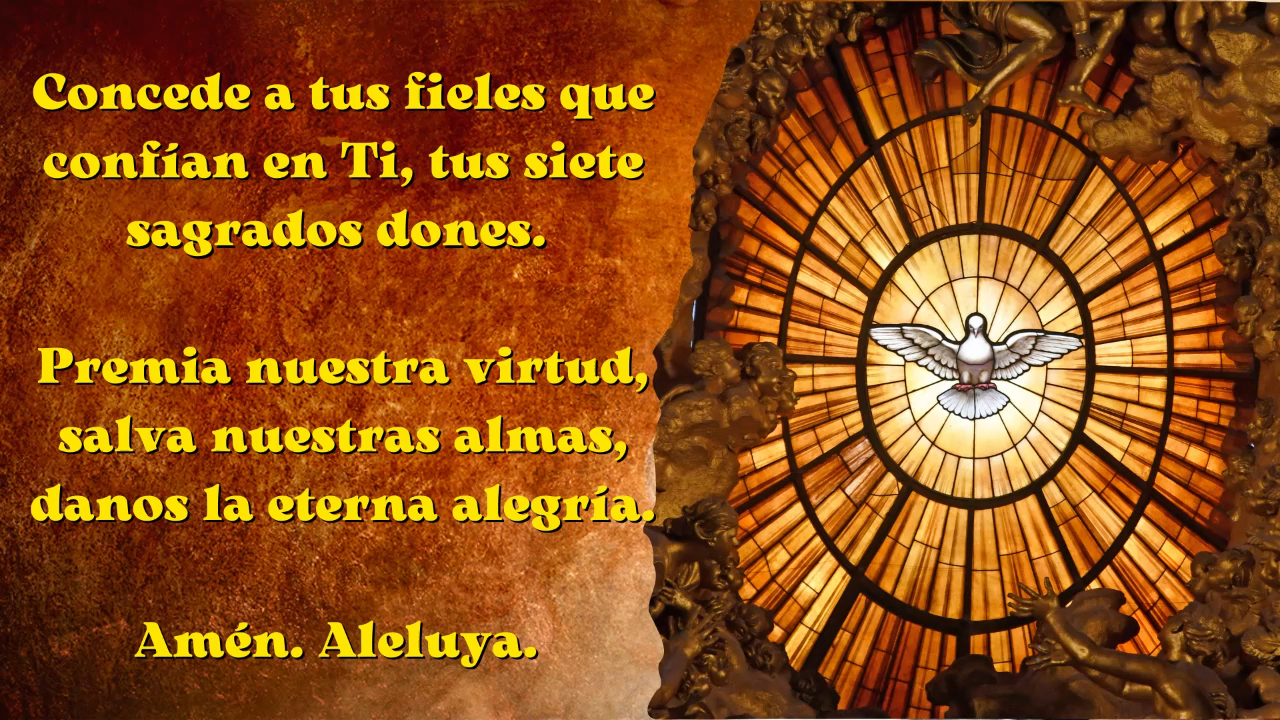 Concede a tus fieles que
confían en Ti, tus siete
sagrados dones.
Premia nuestra virtud,
salva nuestras almas,
danos la eterna alegría.
Amén. Aleluya.